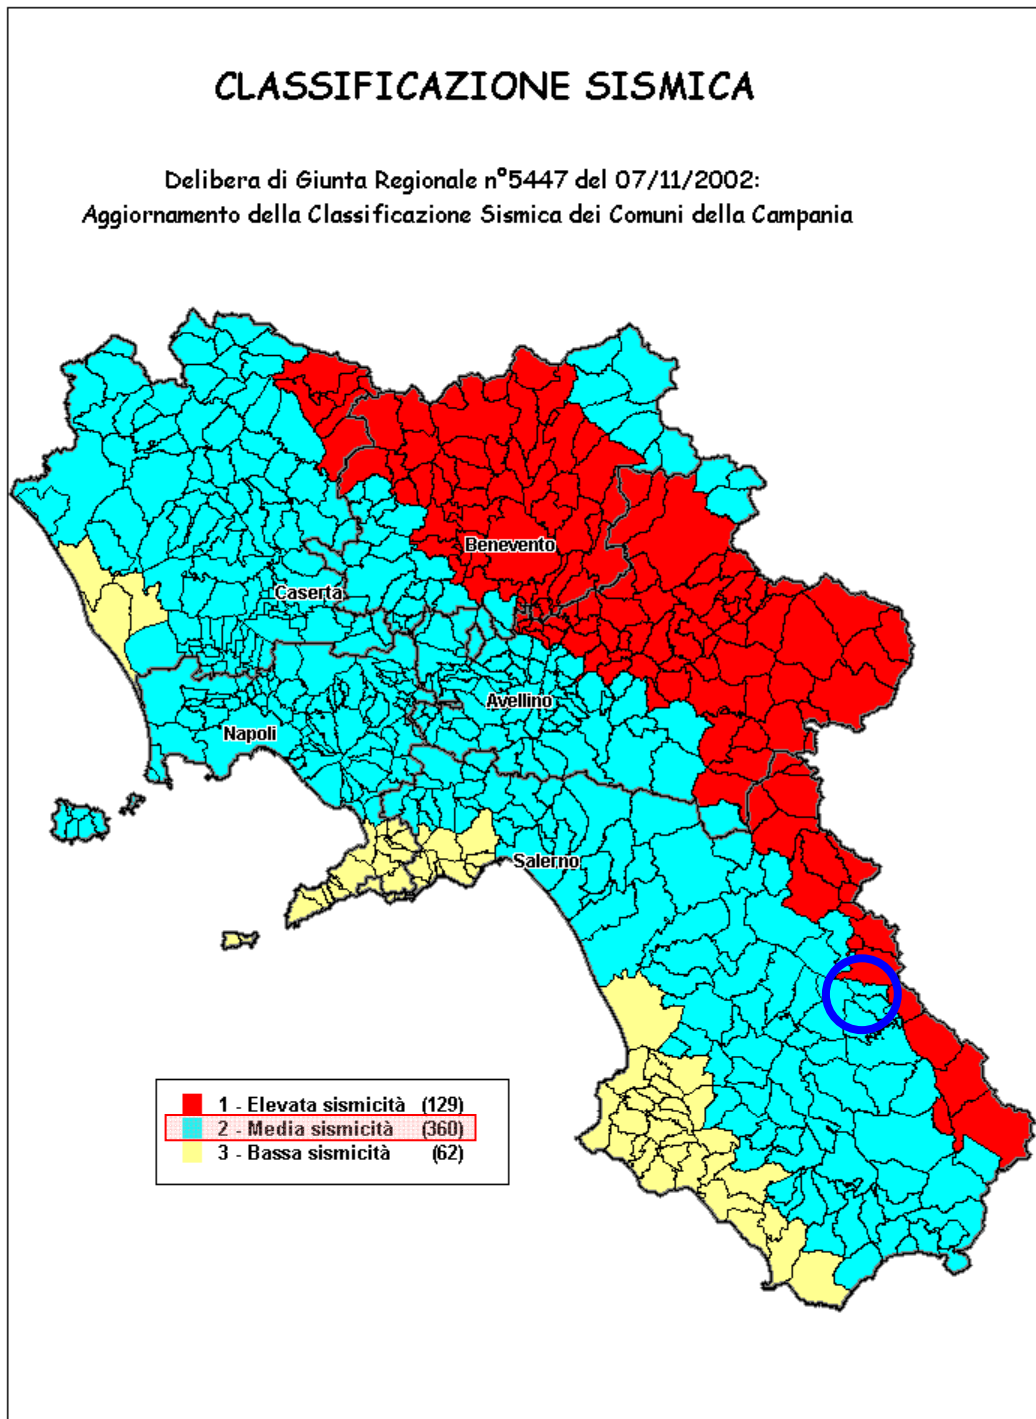 CLASSIFICAZIONE SISMICA
Delibera di Giunta Regionale n°5447 del 07/11/2002:
Aggiornamento della Classificazione Sismica dei Comuni della Campania
Benevento
Caserta
Avellino
Napoli
Salerno
1 - Elevata sismicità (129)
2 - Media sismicità (360)
3 - Bassa sismicità (62)